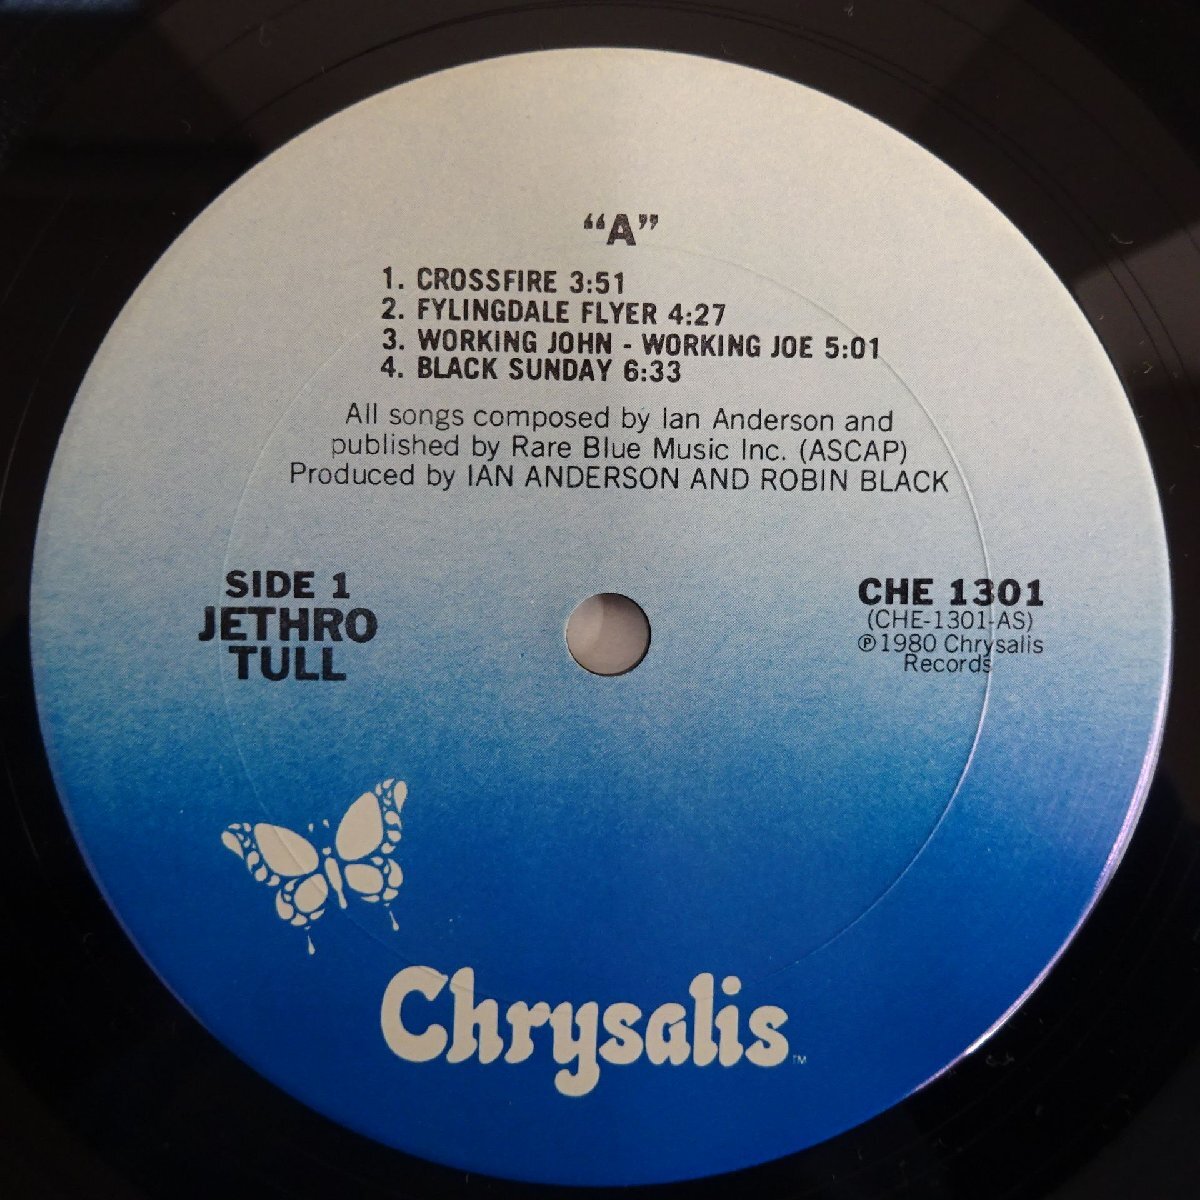 “A”
1. CROSSFIRE 3:51
2. FYLINGDALE FLYER 4:27
3. WORKING JOHN - WORKING JOE 5:01
4. BLACK SUNDAY 6:33
All songs composed by Ian Anderson and
published by Rare Blue Music Inc. (ASCAP)
Produced by IAN ANDERSON AND ROBIN BLACK
SIDE 1
JETHRO
TULL
CHE 1301
(CHE-1301-AS)
℗1980 Chrysalis
Records
Chrysalis™